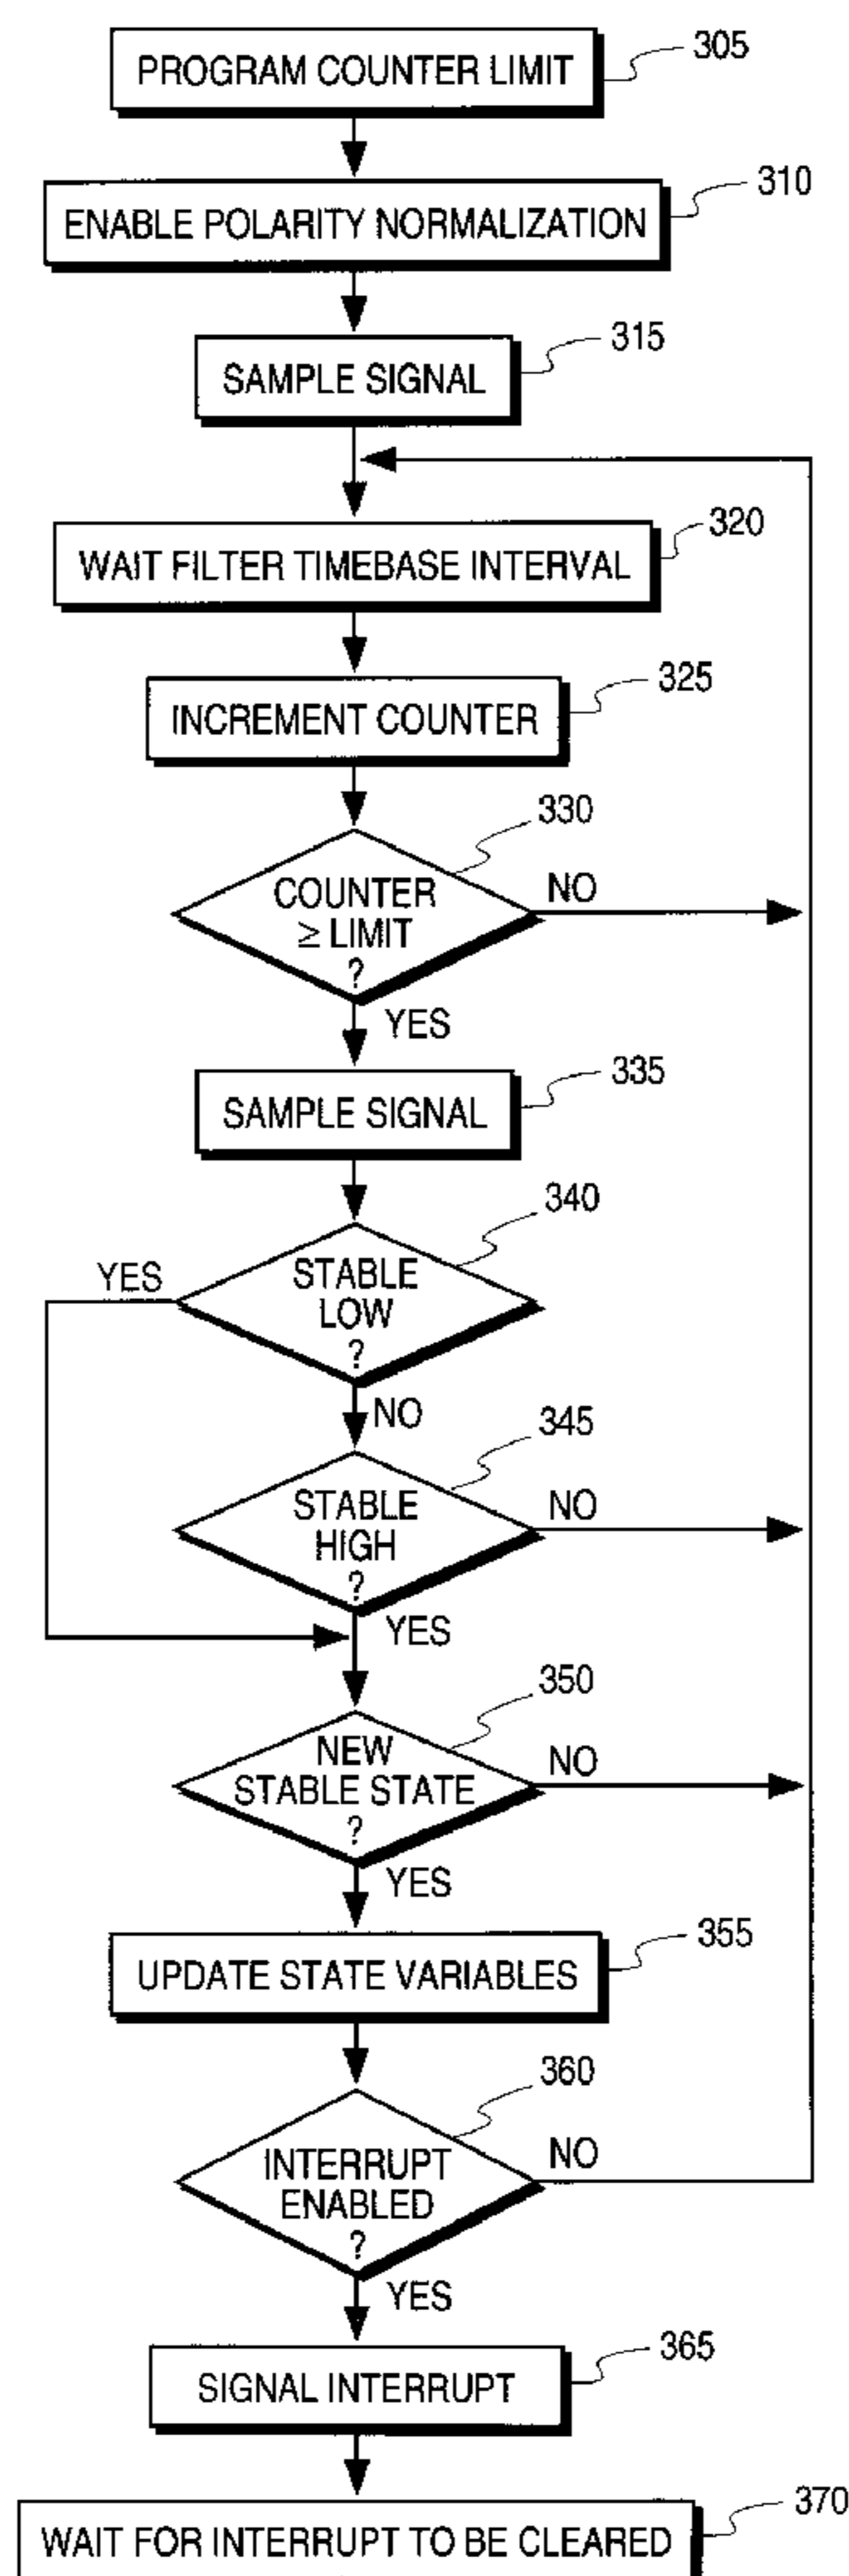 PROGRAM COUNTER LIMIT
305
ENABLE POLARITY NORMALIZATION
310
SAMPLE SIGNAL
315
WAIT FILTER TIMEBASE INTERVAL
320
INCREMENT COUNTER
325
330
COUNTER
≥ LIMIT
?
NO
YES
SAMPLE SIGNAL
335
340
STABLE
LOW
?
YES
NO
345
STABLE
HIGH
?
NO
YES
350
NEW
STABLE STATE
?
NO
YES
UPDATE STATE VARIABLES
355
360
INTERRUPT
ENABLED
?
NO
YES
SIGNAL INTERRUPT
365
WAIT FOR INTERRUPT TO BE CLEARED
370